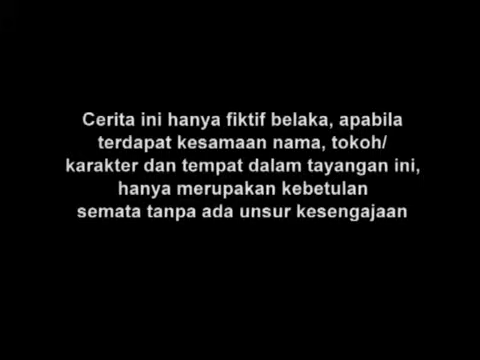 Cerita ini hanya fiktif belaka, apabila
terdapat kesamaan nama, tokoh/
karakter dan tempat dalam tayangan ini,
hanya merupakan kebetulan
semata tanpa ada unsur kesengajaan